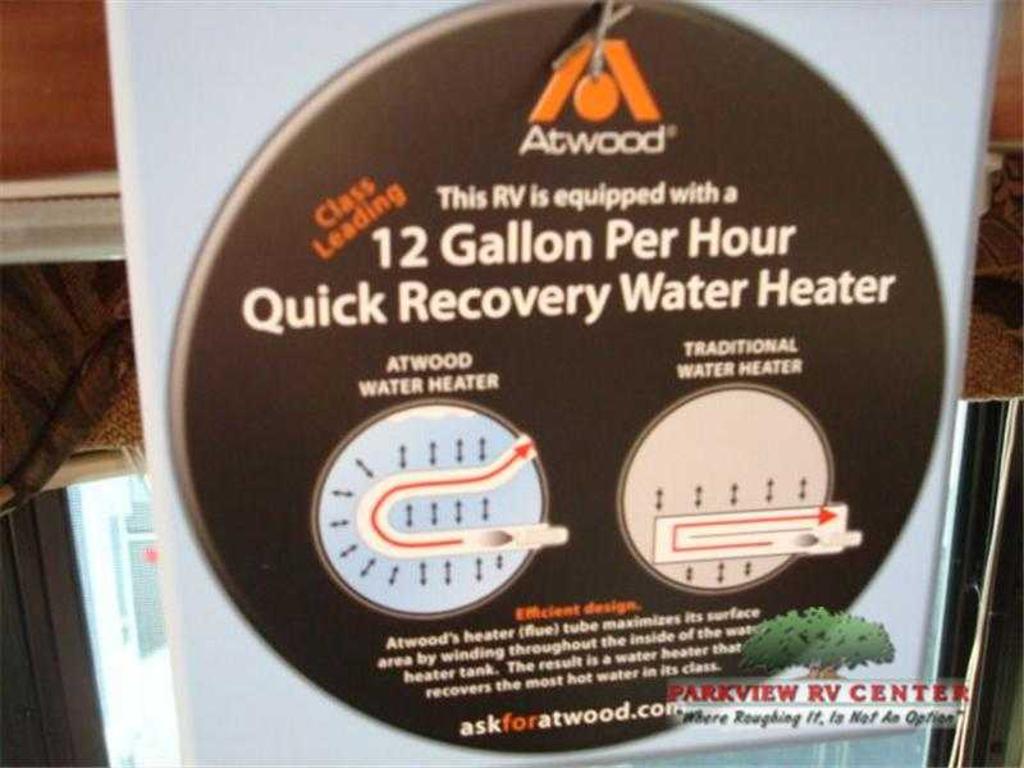 Atwood®
Class
Leading
This RV is equipped with a
12 Gallon Per Hour
Quick Recovery Water Heater
ATWOOD
WATER HEATER
TRADITIONAL
WATER HEATER
Efficient design.
Atwood's heater (flue) tube maximizes its surface
area by winding throughout the inside of the
heater tank. The result is a water heater that
recovers the most hot water in its class.
askforatwood.com
PARKVIEW RV CENTER
"Where Roughing It, Is Not An Option"